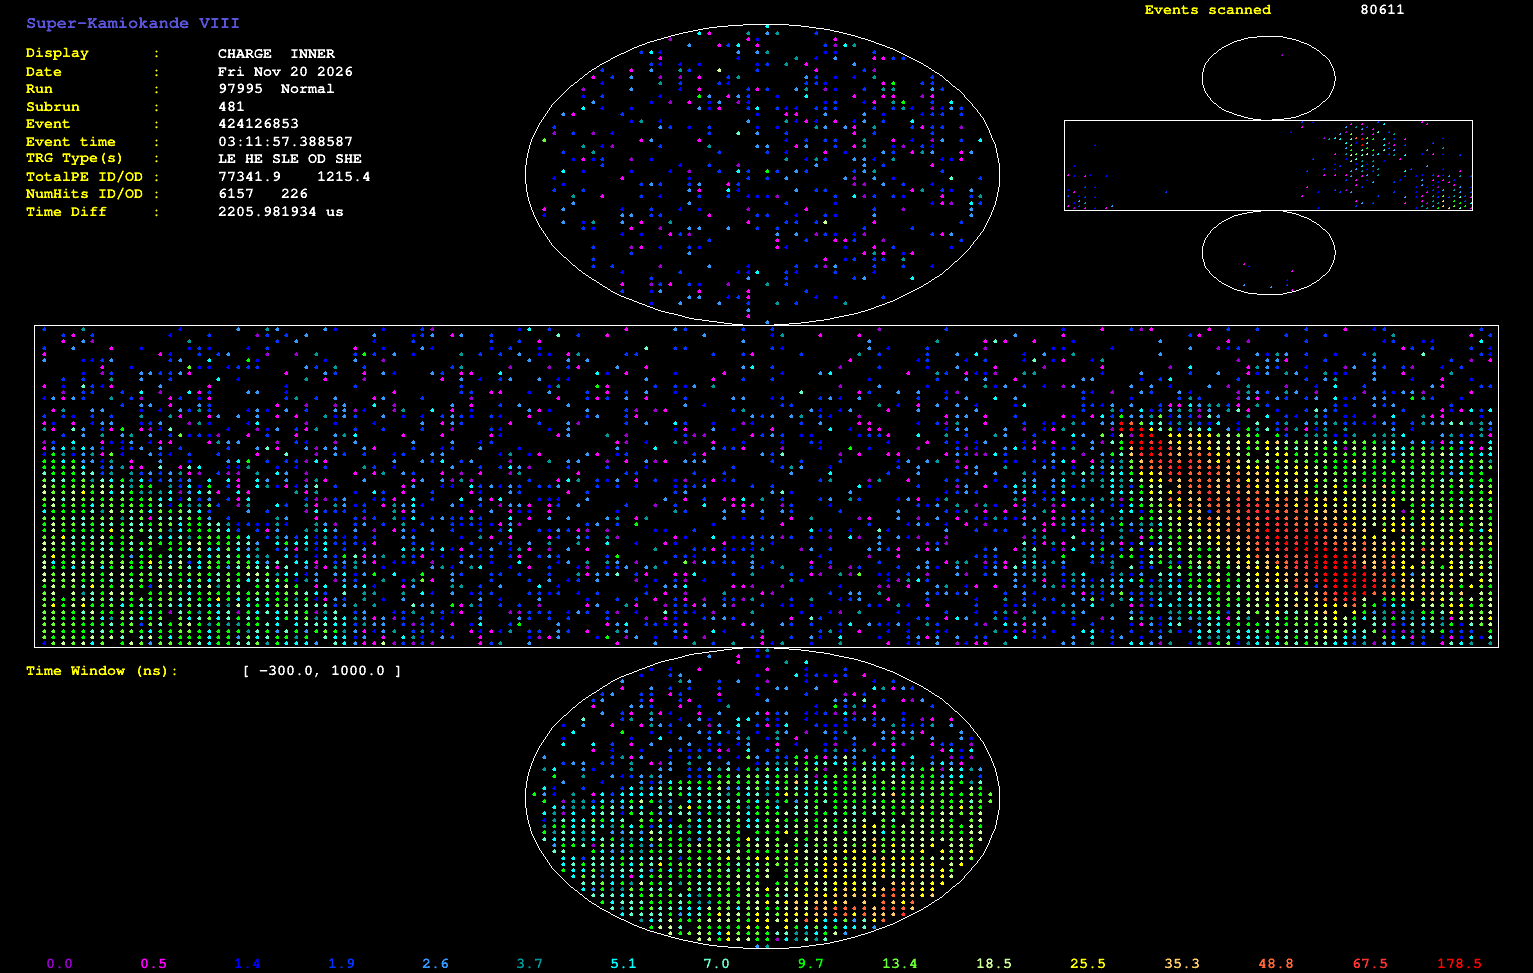 Super-Kamiokande VIII
Display : CHARGE INNER
Date : Fri Nov 20 2026
Run : 97995 Normal
Subrun : 481
Event : 424126853
Event time : 03:11:57.388587
TRG Type(s) : LE HE SLE OD SHE
TotalPE ID/OD : 77341.9 1215.4
NumHits ID/OD : 6157 226
Time Diff : 2205.981934 us
Events scanned 80611
Time Window (ns): [ −300.0, 1000.0 ]
0.0 0.5 1.4 1.9 2.6 3.7 5.1 7.0 9.7 13.4 18.5 25.5 35.3 48.8 67.5 178.5